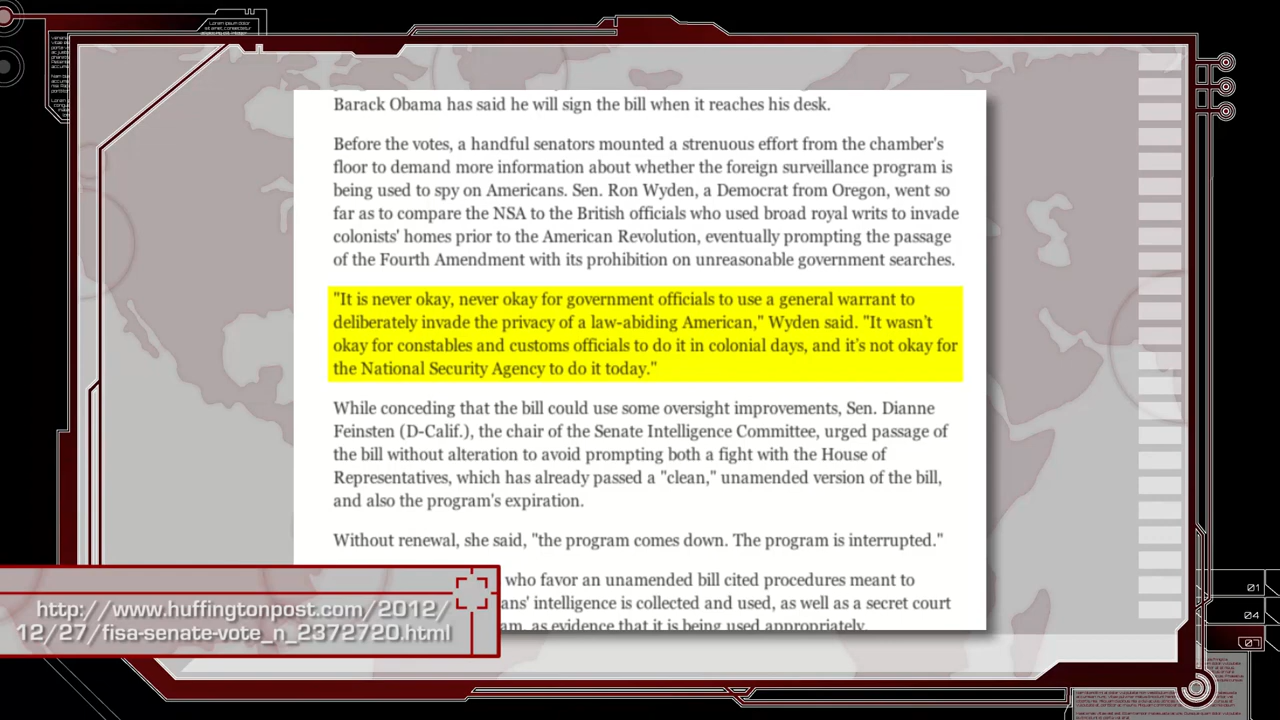 Barack Obama has said he will sign the bill when it reaches his desk.
Before the votes, a handful senators mounted a strenuous effort from the chamber's
floor to demand more information about whether the foreign surveillance program is
being used to spy on Americans. Sen. Ron Wyden, a Democrat from Oregon, went so
far as to compare the NSA to the British officials who used broad royal writs to invade
colonists' homes prior to the American Revolution, eventually prompting the passage
of the Fourth Amendment with its prohibition on unreasonable government searches.
"It is never okay, never okay for government officials to use a general warrant to
deliberately invade the privacy of a law-abiding American," Wyden said. "It wasn't
okay for constables and customs officials to do it in colonial days, and it's not okay for
the National Security Agency to do it today."
While conceding that the bill could use some oversight improvements, Sen. Dianne
Feinsten (D-Calif.), the chair of the Senate Intelligence Committee, urged passage of
the bill without alteration to avoid prompting both a fight with the House of
Representatives, which has already passed a "clean," unamended version of the bill,
and also the program's expiration.
Without renewal, she said, "the program comes down. The program is interrupted."
who favor an unamended bill cited procedures meant to
ans' intelligence is collected and used, as well as a secret court
am, as evidence that it is being used appropriately.
http://www.huffingtonpost.com/2012/
12/27/fisa-senate-vote_n_2372720.html
01
04
07